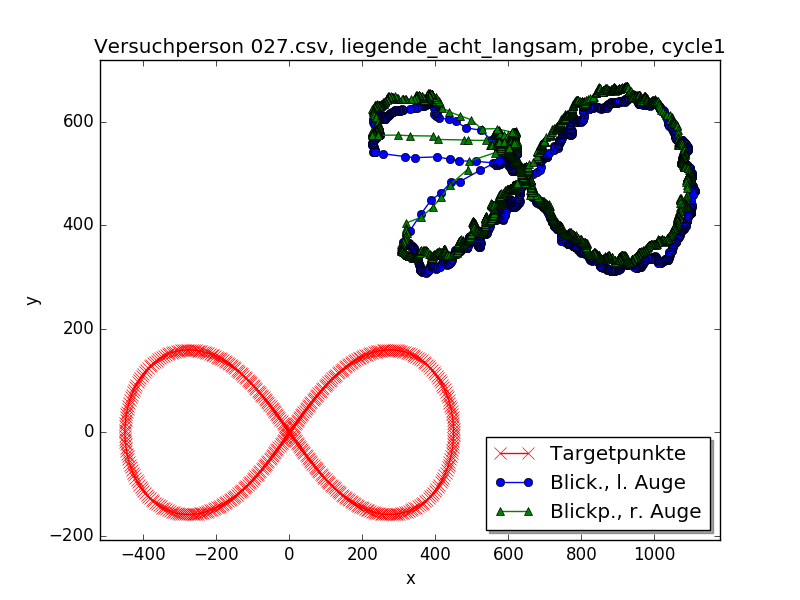 Versuchperson 027.csv, liegende_acht_langsam, probe, cycle1
y
600
400
200
0
−200
−400
−200
0
200
400
600
800
1000
x
Targetpunkte
Blick., l. Auge
Blickp., r. Auge